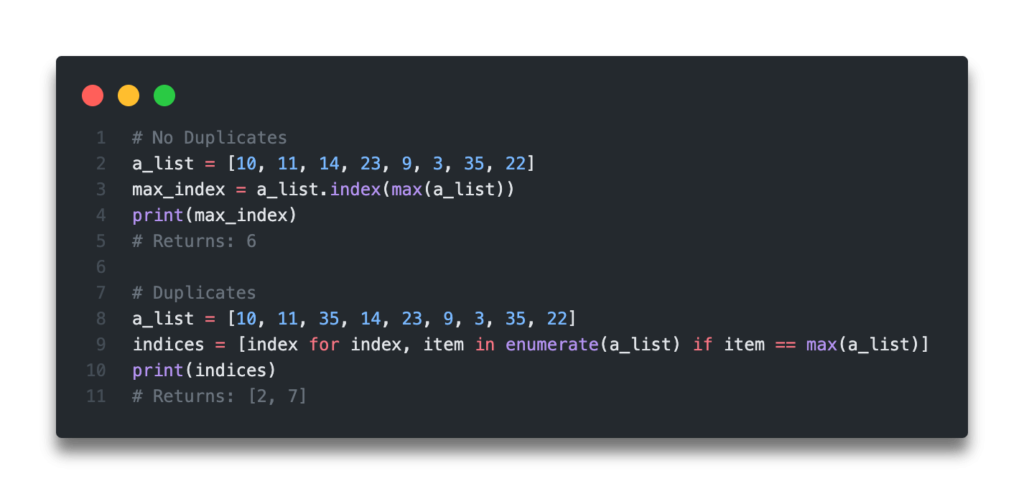 1 # No Duplicates
2 a_list = [10, 11, 14, 23, 9, 3, 35, 22]
3 max_index = a_list.index(max(a_list))
4 print(max_index)
5 # Returns: 6
6
7 # Duplicates
8 a_list = [10, 11, 35, 14, 23, 9, 3, 35, 22]
9 indices = [index for index, item in enumerate(a_list) if item == max(a_list)]
10 print(indices)
11 # Returns: [2, 7]